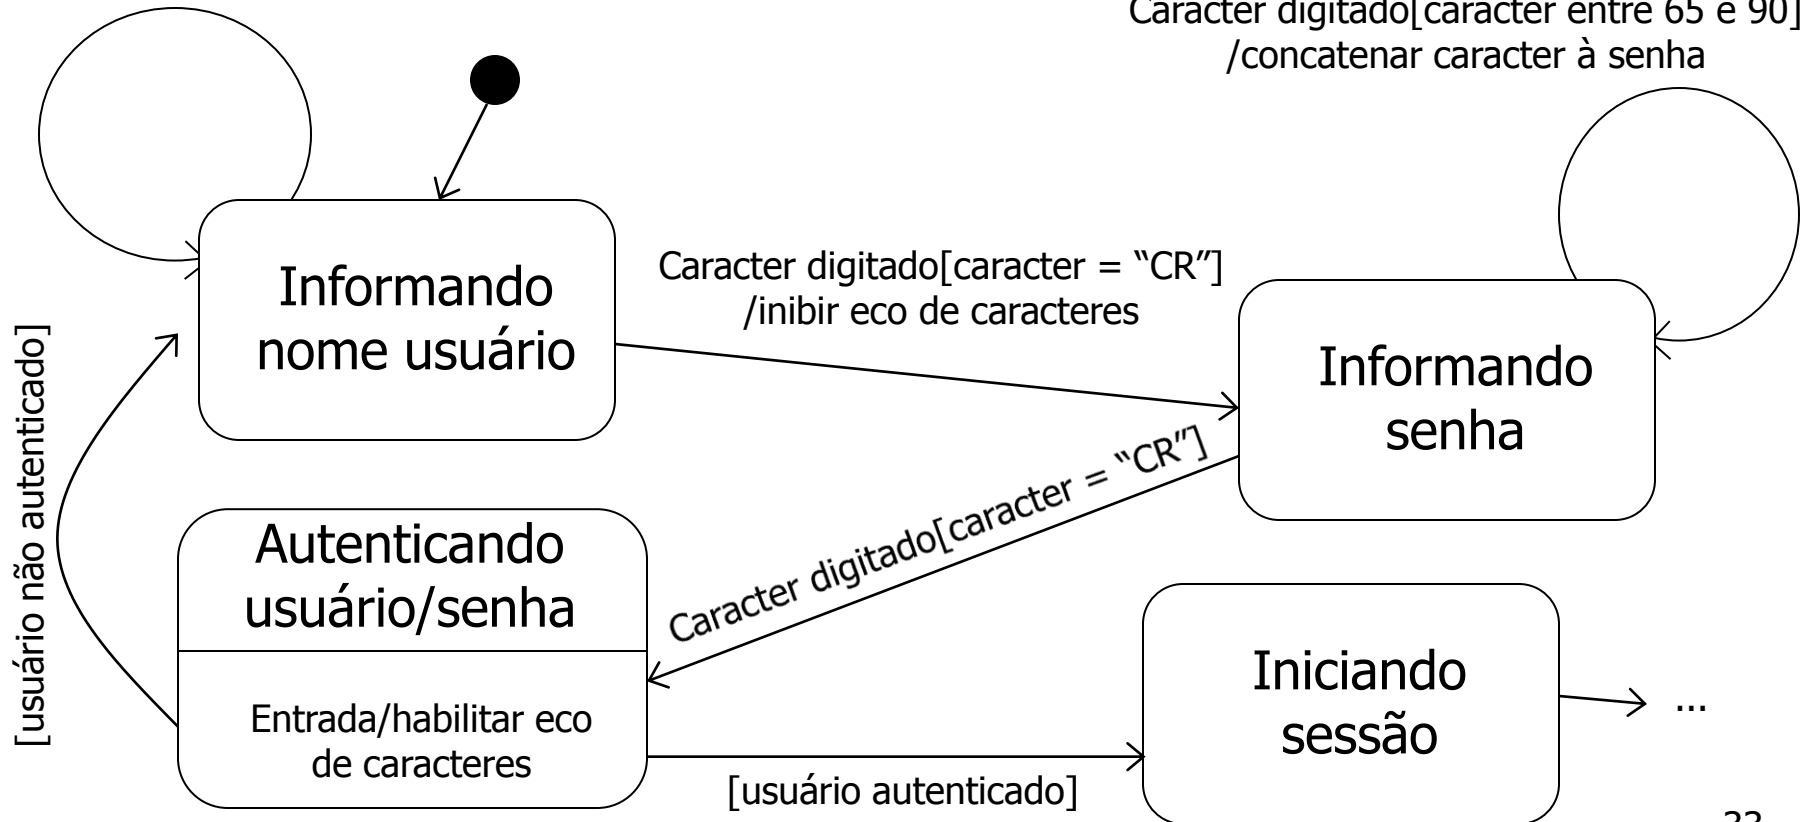 Caracter digitado[caracter entre 65 e 90]
/concatenar caracter à senha
Informando
nome usuário
Caracter digitado[caracter = “CR”]
/inibir eco de caracteres
Informando
senha
[usuário não autenticado]
Caracter digitado[caracter = “CR”]
Autenticando
usuário/senha
Entrada/habilitar eco
de caracteres
[usuário autenticado]
Iniciando
sessão
...